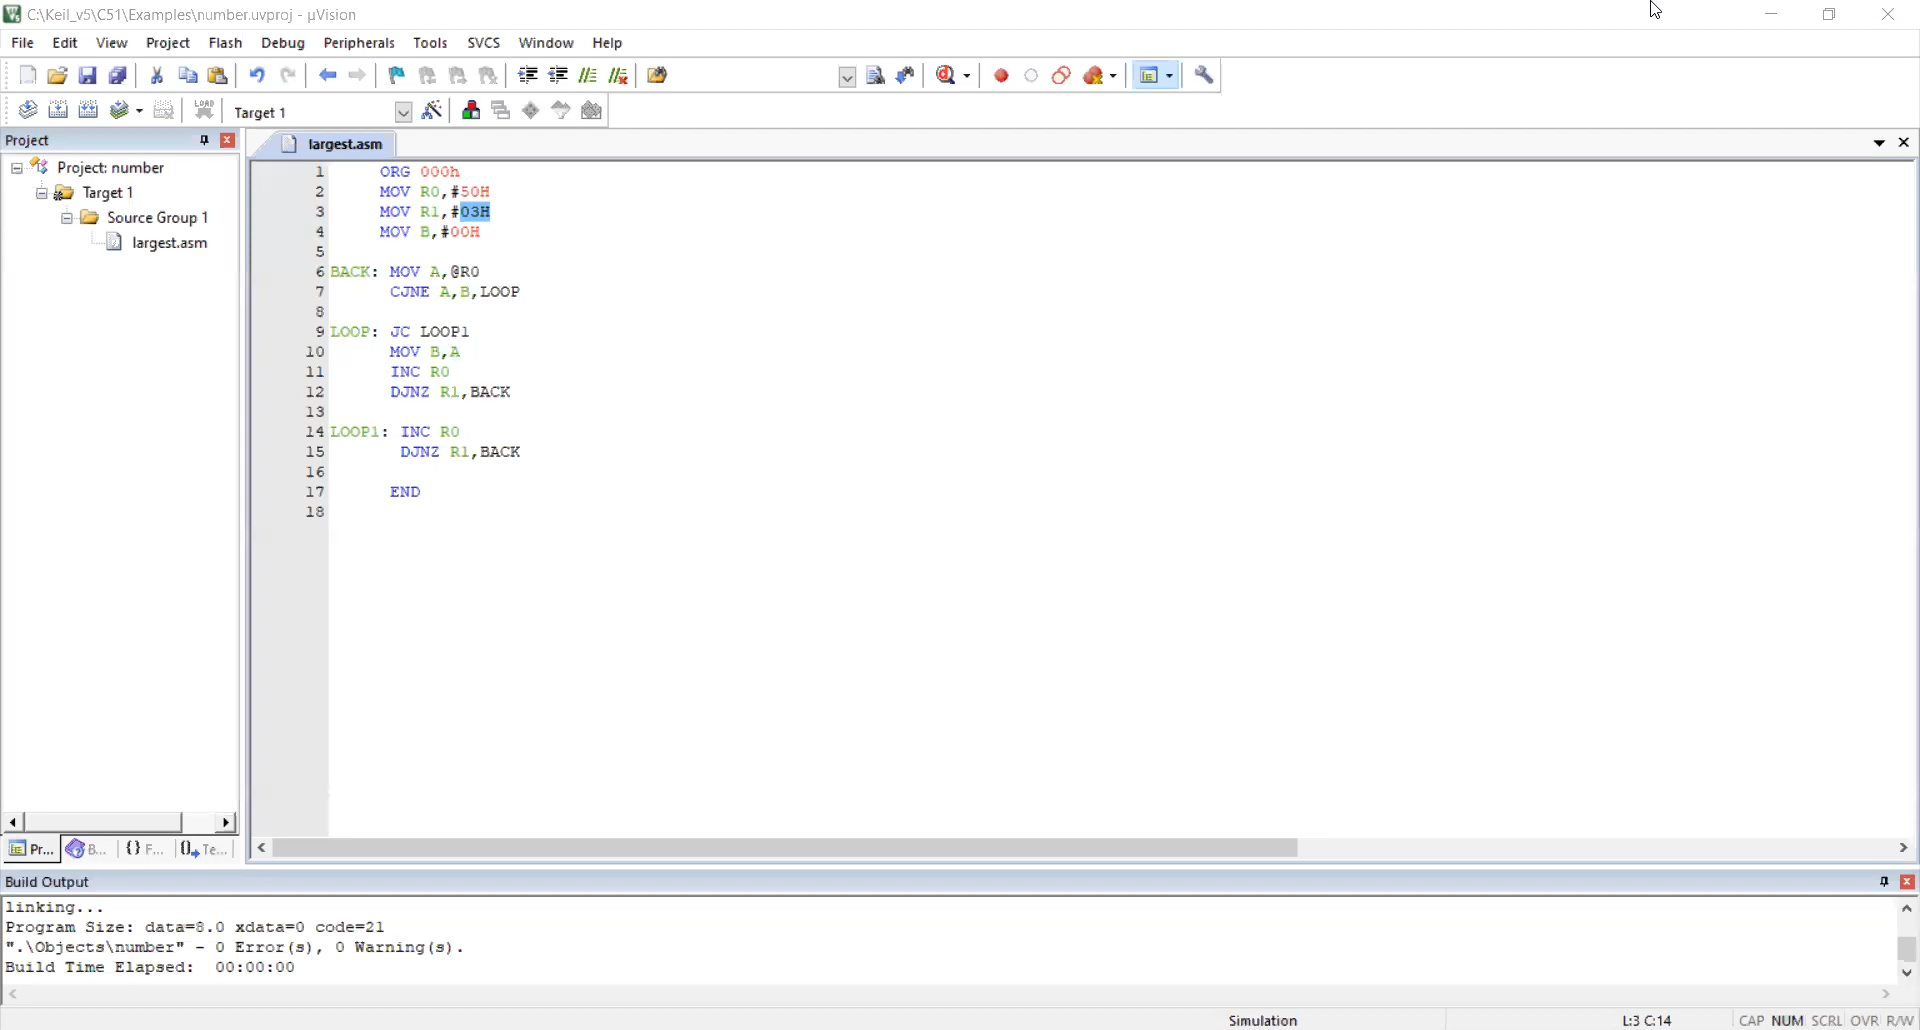 C:\Keil_v5\C51\Examples\number.uvproj - µVision
File Edit View Project Flash Debug Peripherals Tools SVCS Window Help
LOAD
Target 1
Project
Project: number
Target 1
Source Group 1
largest.asm
largest.asm
1 ORG 000h
2 MOV R0,#50H
3 MOV R1,#03H
4 MOV B,#00H
5
6 BACK: MOV A,@R0
7 CJNE A,B,LOOP
8
9 LOOP: JC LOOP1
10 MOV B,A
11 INC R0
12 DJNZ R1,BACK
13
14 LOOP1: INC R0
15 DJNZ R1,BACK
16
17 END
18
Pr... B... {} F... 0 Te...
Build Output
linking...
Program Size: data=8.0 xdata=0 code=21
".\Objects\number" - 0 Error(s), 0 Warning(s).
Build Time Elapsed: 00:00:00
Simulation L:3 C:14 CAP NUM SCRL OVR R/W